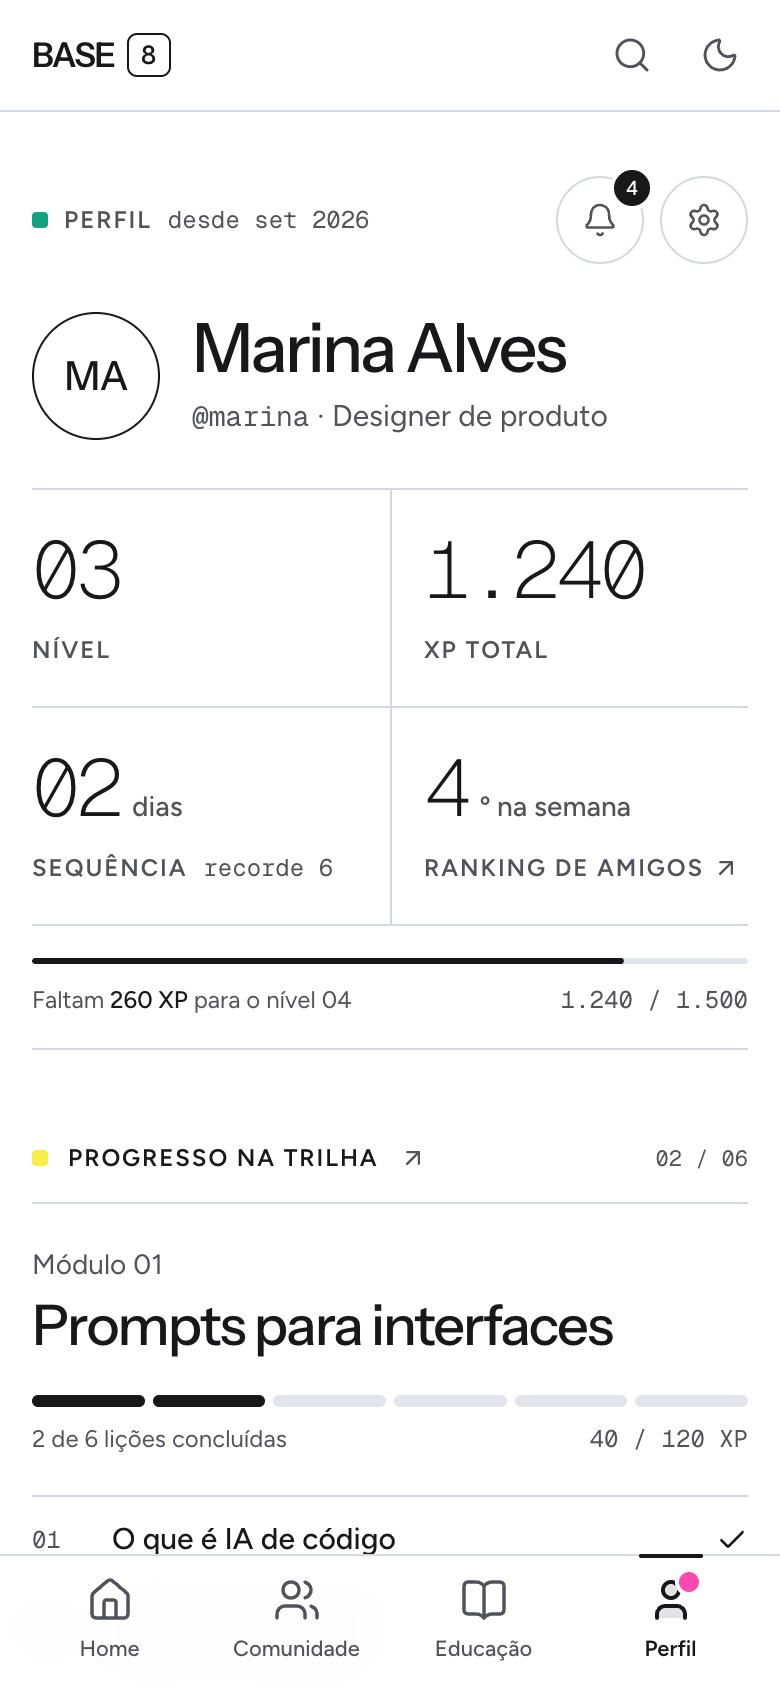 BASE 8
PERFIL desde set 2026
4
MA
Marina Alves
@marina · Designer de produto
03
NÍVEL
1.240
XP TOTAL
02 dias
SEQUÊNCIA recorde 6
4º na semana
RANKING DE AMIGOS ↗
Faltam 260 XP para o nível 04
1.240 / 1.500
PROGRESSO NA TRILHA ↗
02 / 06
Módulo 01
Prompts para interfaces
2 de 6 lições concluídas
40 / 120 XP
01 O que é IA de código
Home
Comunidade
Educação
Perfil